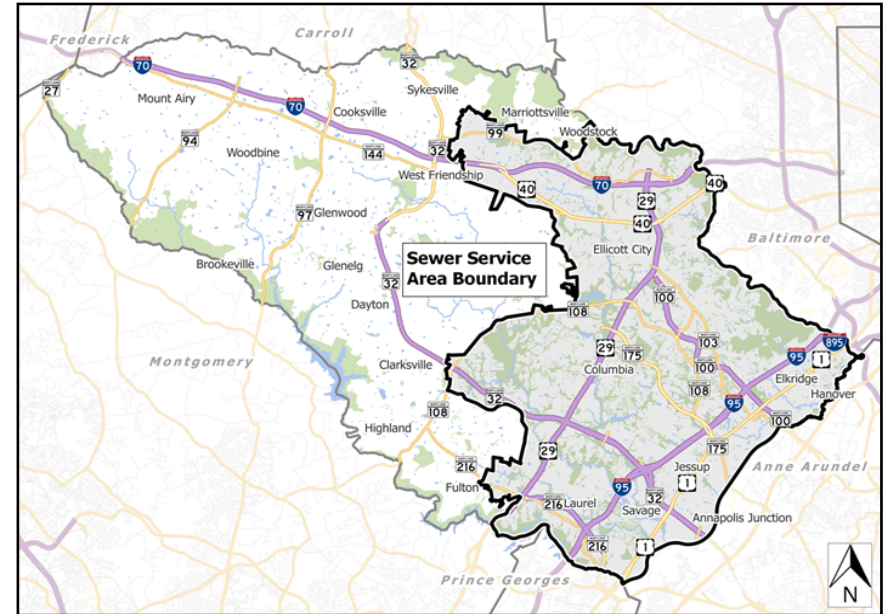 Frederick
Carroll
70
32
27
Sykesville
Mount Airy
70
Cooksville
Marriottsville
99
Woodstock
94
Woodbine
144
32
West Friendship
40
70
40
29
97
Glenwood
40
Ellicott City
Baltimore
Brookeville
Glenelg
Sewer Service
Area Boundary
32
Dayton
100
108
103
895
29
175
95
1
Montgomery
Clarksville
Columbia
100
Elkridge
32
108
95
Hanover
108
100
Highland
29
175
216
Jessup
Anne Arundel
Fulton
95
1
32
216
Laurel
Savage
Annapolis Junction
216
1
Prince Georges
N